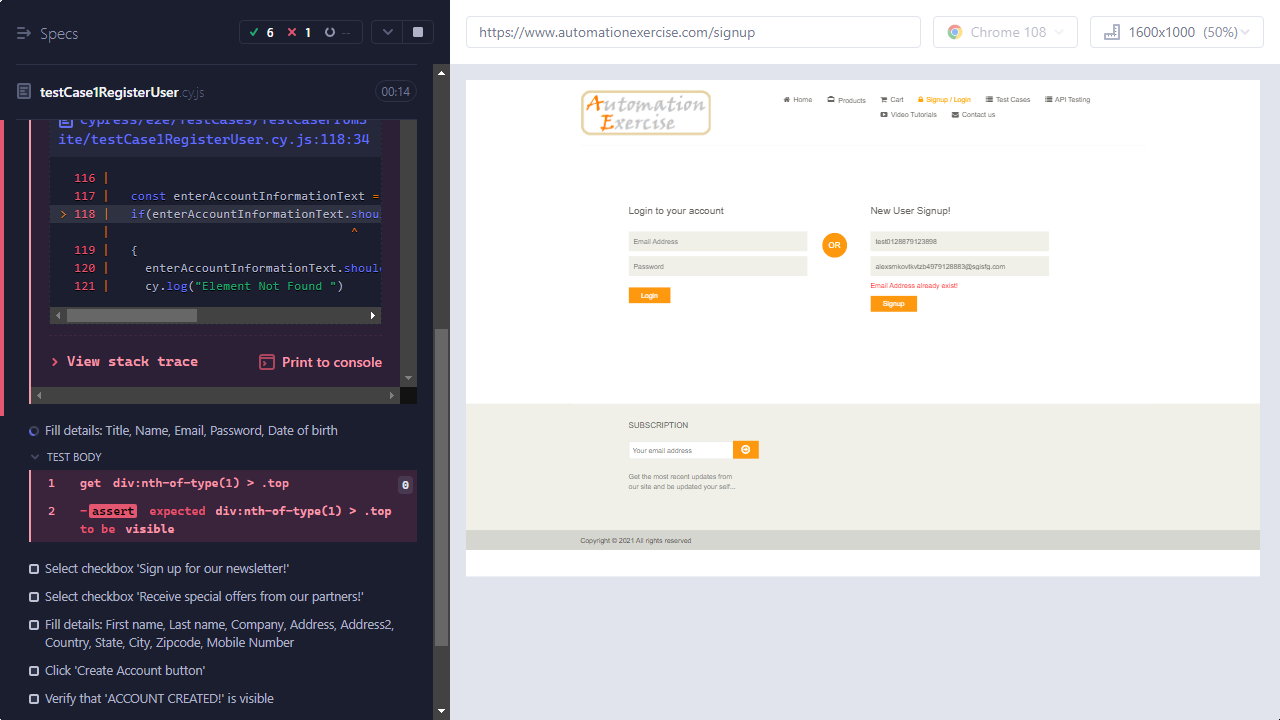 Specs
6
1
--
testCase1RegisterUser.cy.js
00:14
ite/testCase1RegisterUser.cy.js:118:34
116 |
117 | const enterAccountInformationText =
> 118 | if(enterAccountInformationText.shoul
| ^
119 | {
120 | enterAccountInformationText.should
121 | cy.log("Element Not Found ")
> View stack trace
Print to console
Fill details: Title, Name, Email, Password, Date of birth
TEST BODY
1 get div:nth-of-type(1) > .top 0
2 -assert expected div:nth-of-type(1) > .top
to be visible
Select checkbox 'Sign up for our newsletter!'
Select checkbox 'Receive special offers from our partners!'
Fill details: First name, Last name, Company, Address, Address2,
Country, State, City, Zipcode, Mobile Number
Click 'Create Account button'
Verify that 'ACCOUNT CREATED!' is visible
https://www.automationexercise.com/signup
Chrome 108
1600x1000 (50%)
Automation
Exercise
Home
Products
Cart
Signup / Login
Test Cases
API Testing
Video Tutorials
Contact us
Login to your account
Email Address
Password
Login
OR
New User Signup!
test0128879123898
Email Address already exist!
Signup
SUBSCRIPTION
Your email address
Get the most recent updates from
our site and be updated your self...
Copyright © 2021 All rights reserved